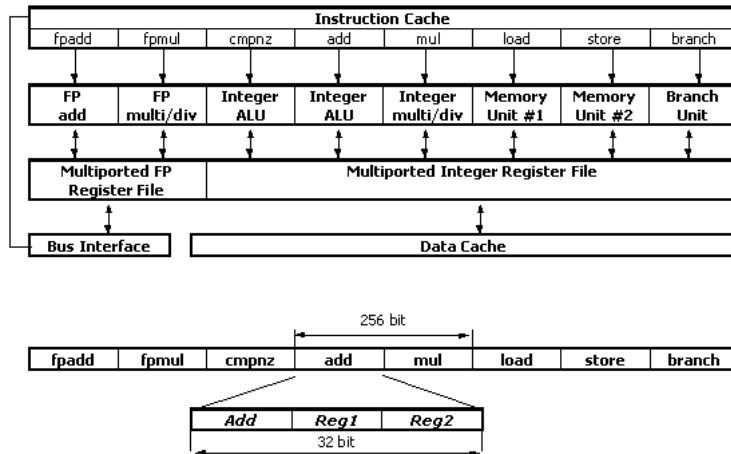 Instruction Cache
fpadd fpmul cmpnz add mul load store branch
FP add
FP multi/div
Integer ALU
Integer ALU
Integer multi/div
Memory Unit #1
Memory Unit #2
Branch Unit
Multiported FP Register File
Multiported Integer Register File
Bus Interface
Data Cache
256 bit
fpadd fpmul cmpnz add mul load store branch
Add Reg1 Reg2
32 bit